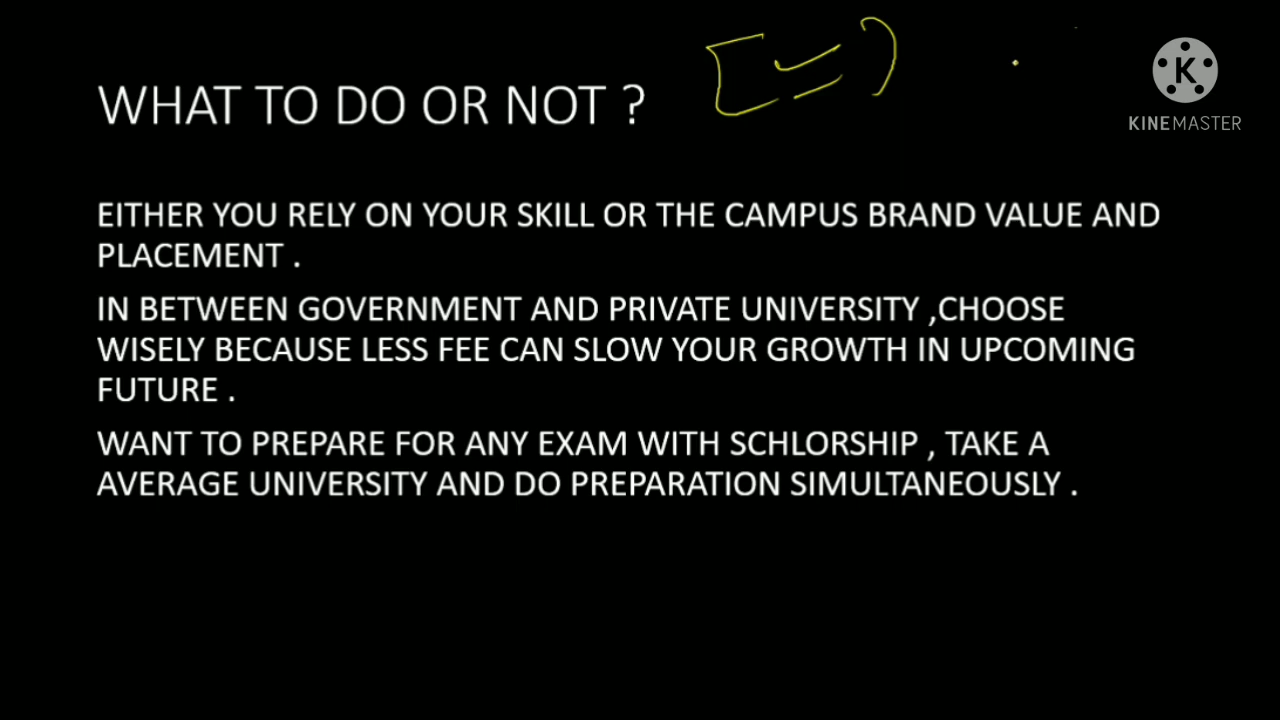 WHAT TO DO OR NOT ?
K
KINEMASTER
EITHER YOU RELY ON YOUR SKILL OR THE CAMPUS BRAND VALUE AND
PLACEMENT .
IN BETWEEN GOVERNMENT AND PRIVATE UNIVERSITY ,CHOOSE
WISELY BECAUSE LESS FEE CAN SLOW YOUR GROWTH IN UPCOMING
FUTURE .
WANT TO PREPARE FOR ANY EXAM WITH SCHLORSHIP , TAKE A
AVERAGE UNIVERSITY AND DO PREPARATION SIMULTANEOUSLY .